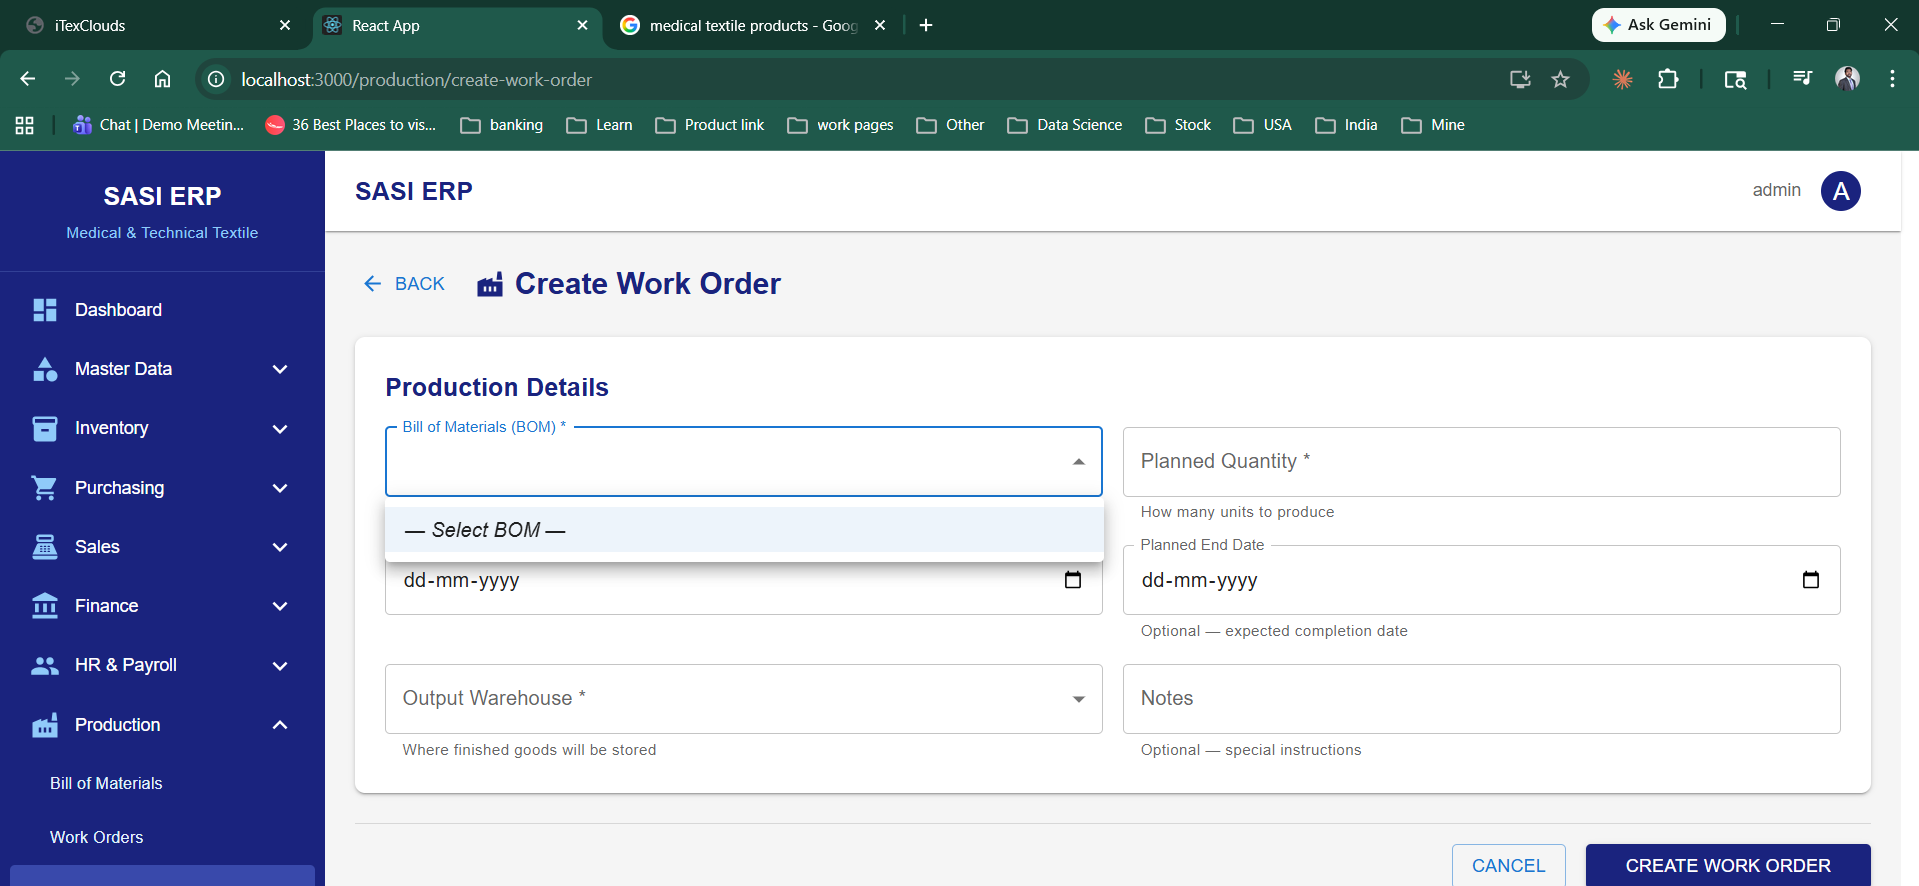 iTexClouds
React App
medical textile products - Goog
Ask Gemini
localhost:3000/production/create-work-order
Chat | Demo Meetin...
36 Best Places to vis...
banking
Learn
Product link
work pages
Other
Data Science
Stock
USA
India
Mine
SASI ERP
Medical & Technical Textile
Dashboard
Master Data
Inventory
Purchasing
Sales
Finance
HR & Payroll
Production
Bill of Materials
Work Orders
SASI ERP
admin
A
BACK
Create Work Order
Production Details
Bill of Materials (BOM) *
— Select BOM —
Planned Quantity *
How many units to produce
dd-mm-yyyy
Planned End Date
dd-mm-yyyy
Optional — expected completion date
Output Warehouse *
Where finished goods will be stored
Notes
Optional — special instructions
CANCEL
CREATE WORK ORDER